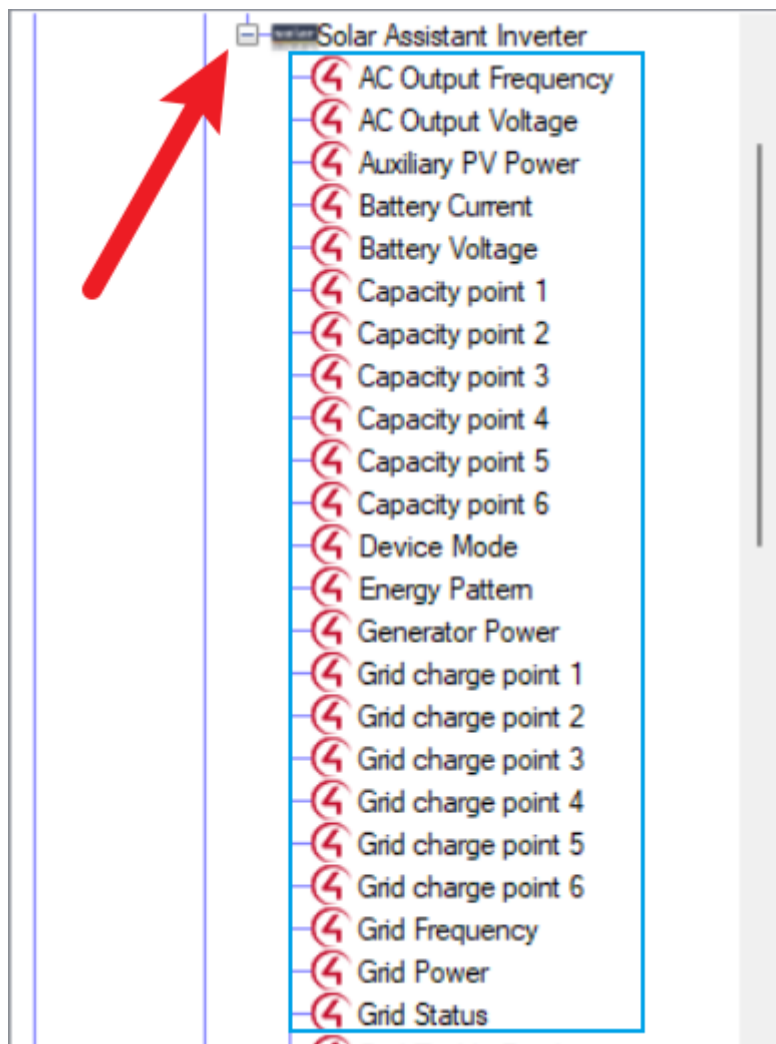 Solar Assistant Inverter
AC Output Frequency
AC Output Voltage
Auxiliary PV Power
Battery Current
Battery Voltage
Capacity point 1
Capacity point 2
Capacity point 3
Capacity point 4
Capacity point 5
Capacity point 6
Device Mode
Energy Pattern
Generator Power
Grid charge point 1
Grid charge point 2
Grid charge point 3
Grid charge point 4
Grid charge point 5
Grid charge point 6
Grid Frequency
Grid Power
Grid Status